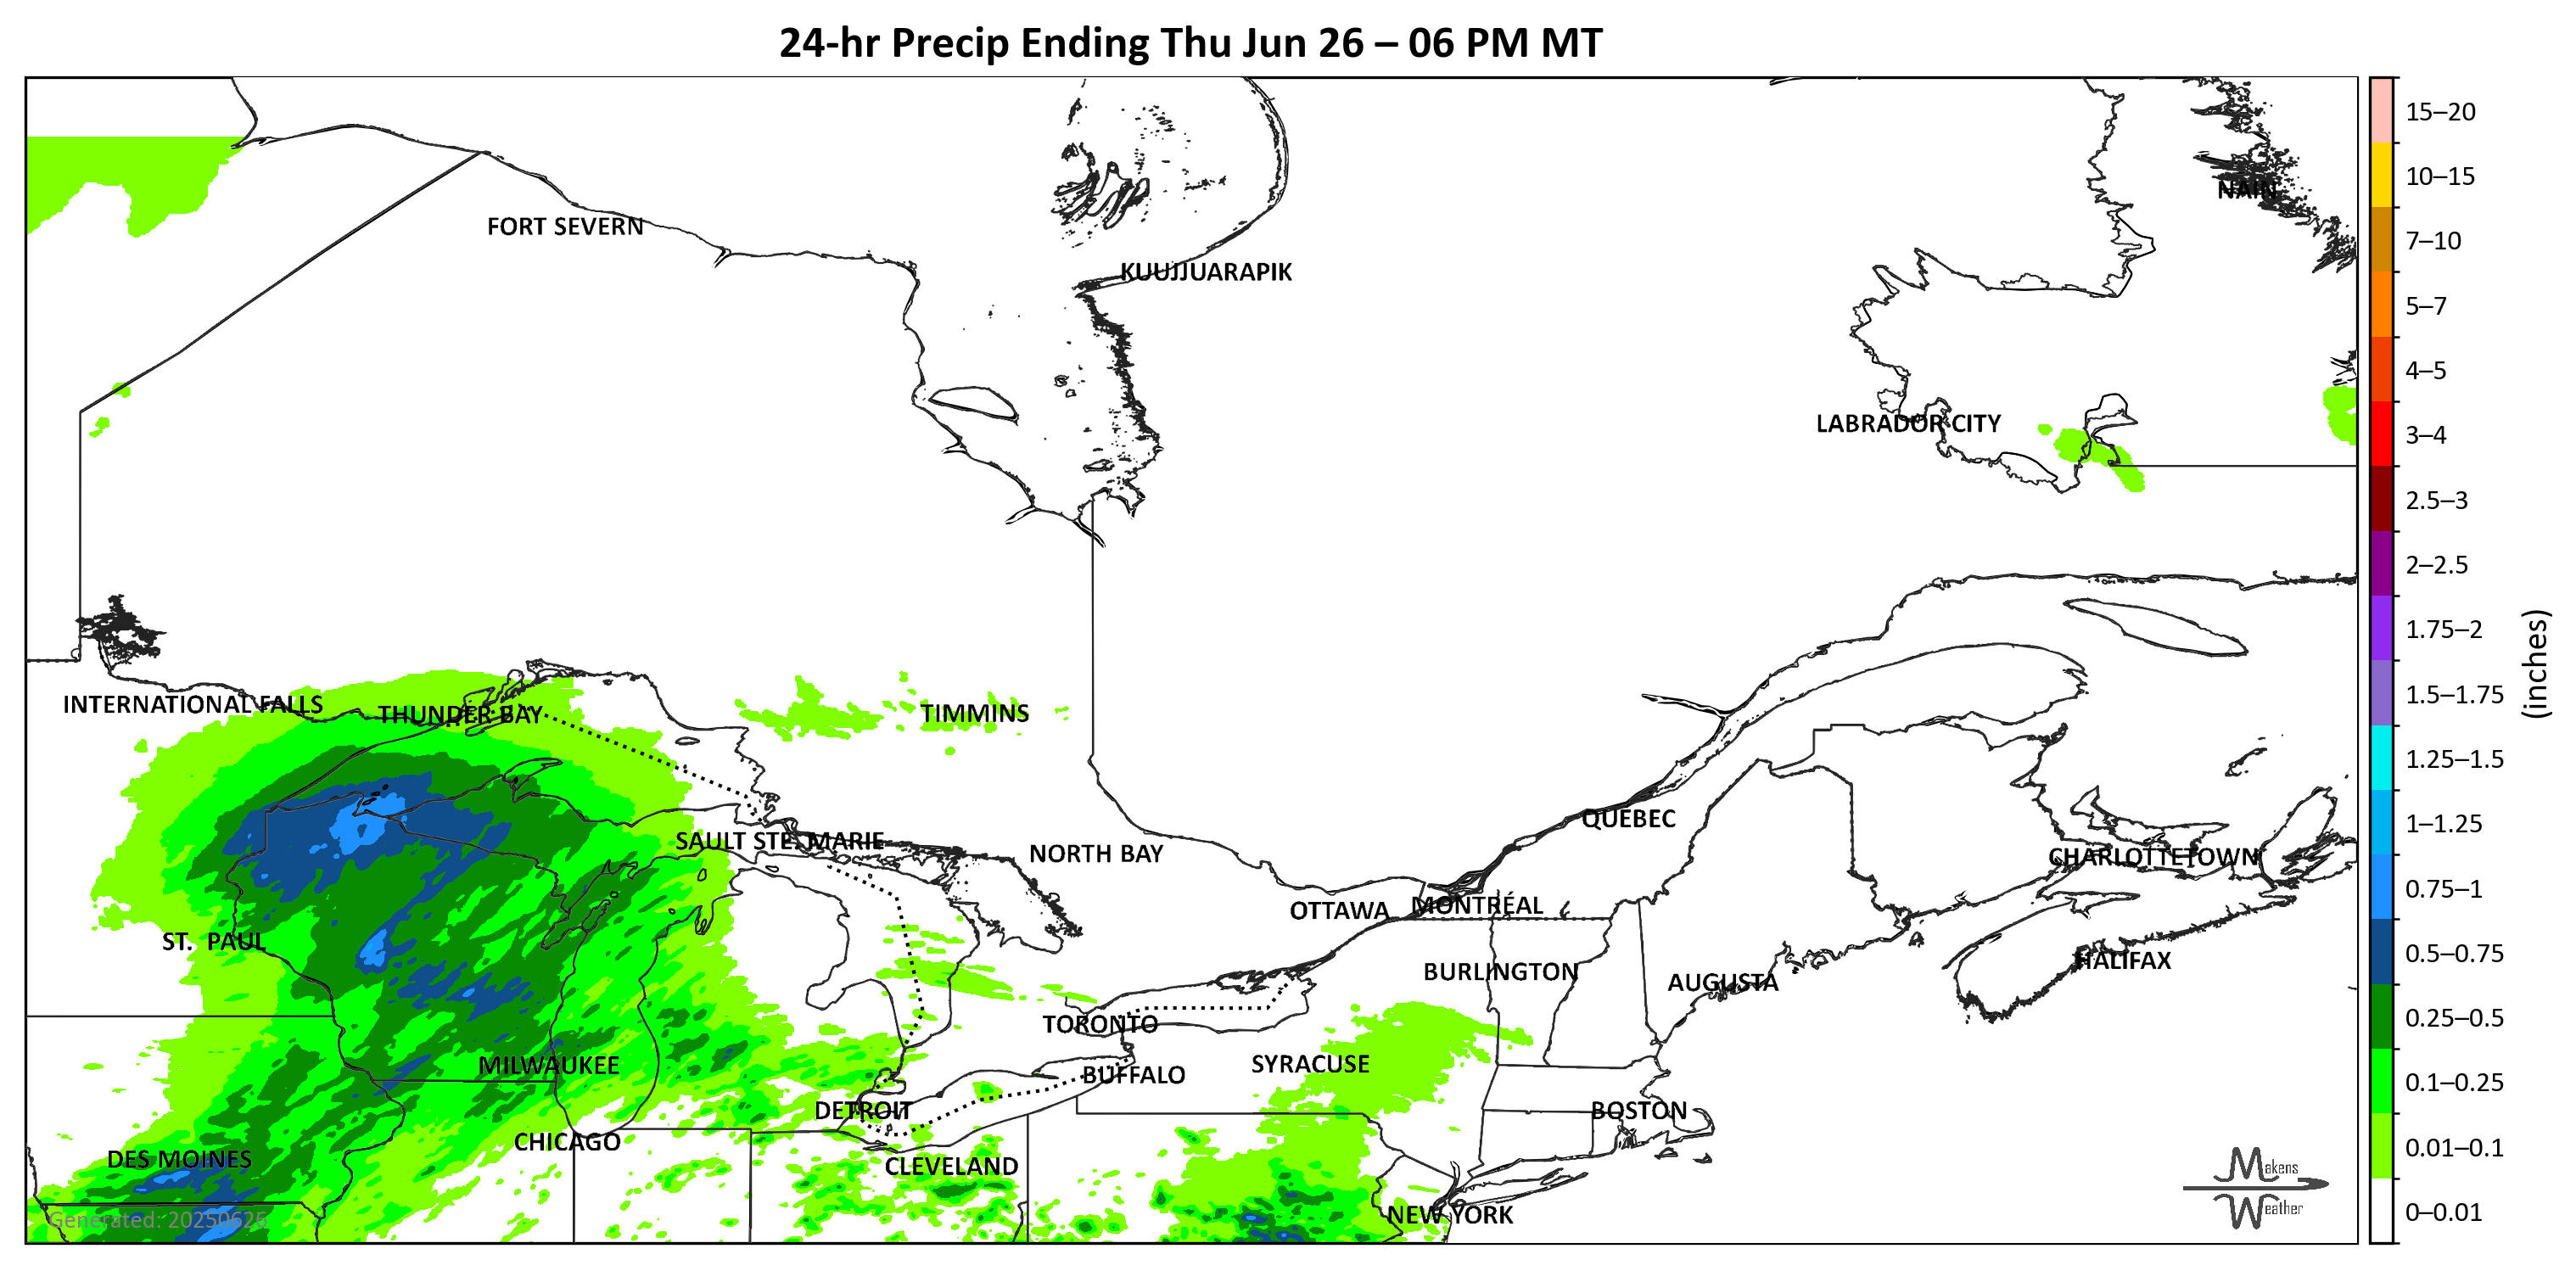 24-hr Precip Ending Thu Jun 26 – 06 PM MT
15–20
10–15
NAIN
FORT SEVERN
7–10
KUUJJUARAPIK
5–7
4–5
LABRADOR CITY
3–4
2.5–3
2–2.5
1.75–2
(inches)
1.5–1.75
INTERNATIONAL FALLS
THUNDER BAY
TIMMINS
1.25–1.5
QUEBEC
1–1.25
SAULT STE. MARIE
NORTH BAY
CHARLOTTETOWN
0.75–1
OTTAWA
MONTRÉAL
ST. PAUL
0.5–0.75
HALIFAX
BURLINGTON
AUGUSTA
0.25–0.5
TORONTO
MILWAUKEE
SYRACUSE
BUFFALO
0.1–0.25
DETROIT
BOSTON
CHICAGO
0.01–0.1
DES MOINES
CLEVELAND
Makens
Weather
0–0.01
NEW YORK
Generated: 20250626